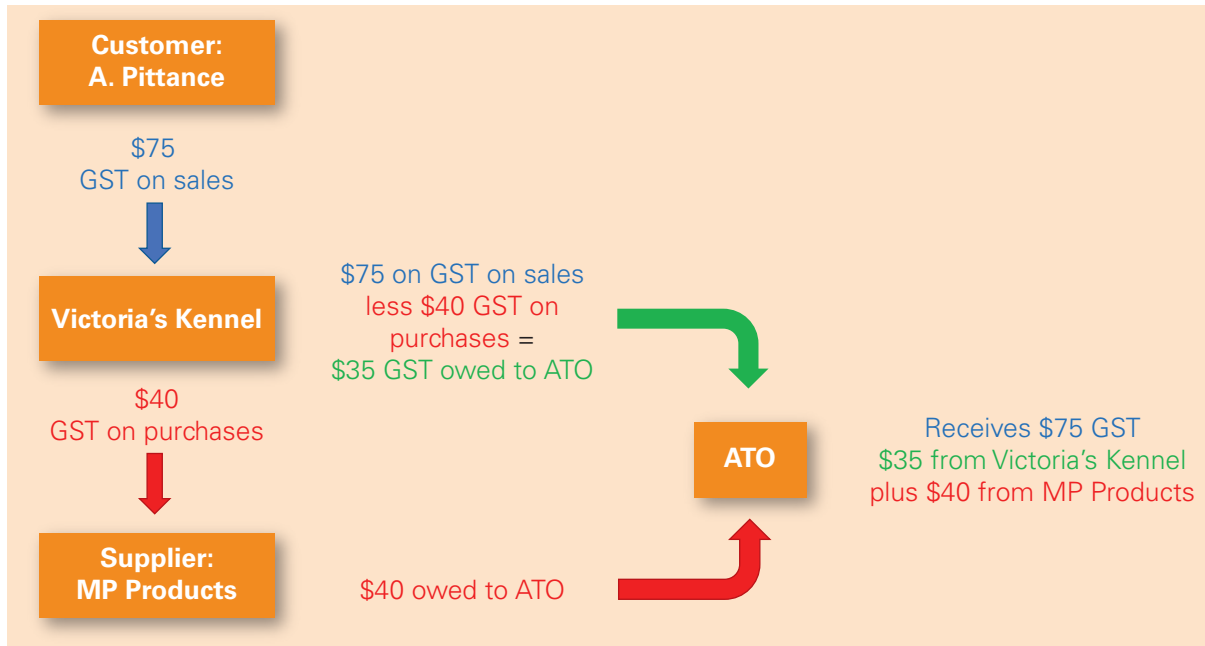 Customer:
A. Pittance
$75
GST on sales
Victoria's Kennel
$75 on GST on sales
less $40 GST on
purchases =
$35 GST owed to ATO
$40
GST on purchases
ATO
Receives $75 GST
$35 from Victoria's Kennel
plus $40 from MP Products
Supplier:
MP Products
$40 owed to ATO